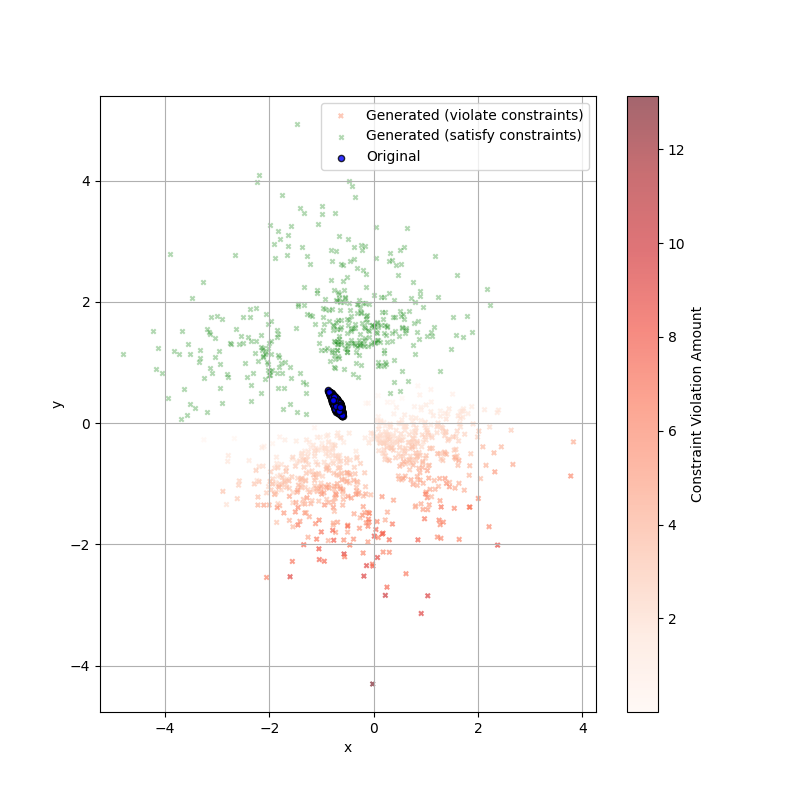 Generated (violate constraints)
Generated (satisfy constraints)
Original
4
2
0
−2
−4
y
−4
−2
0
2
4
x
12
10
8
6
4
2
Constraint Violation Amount